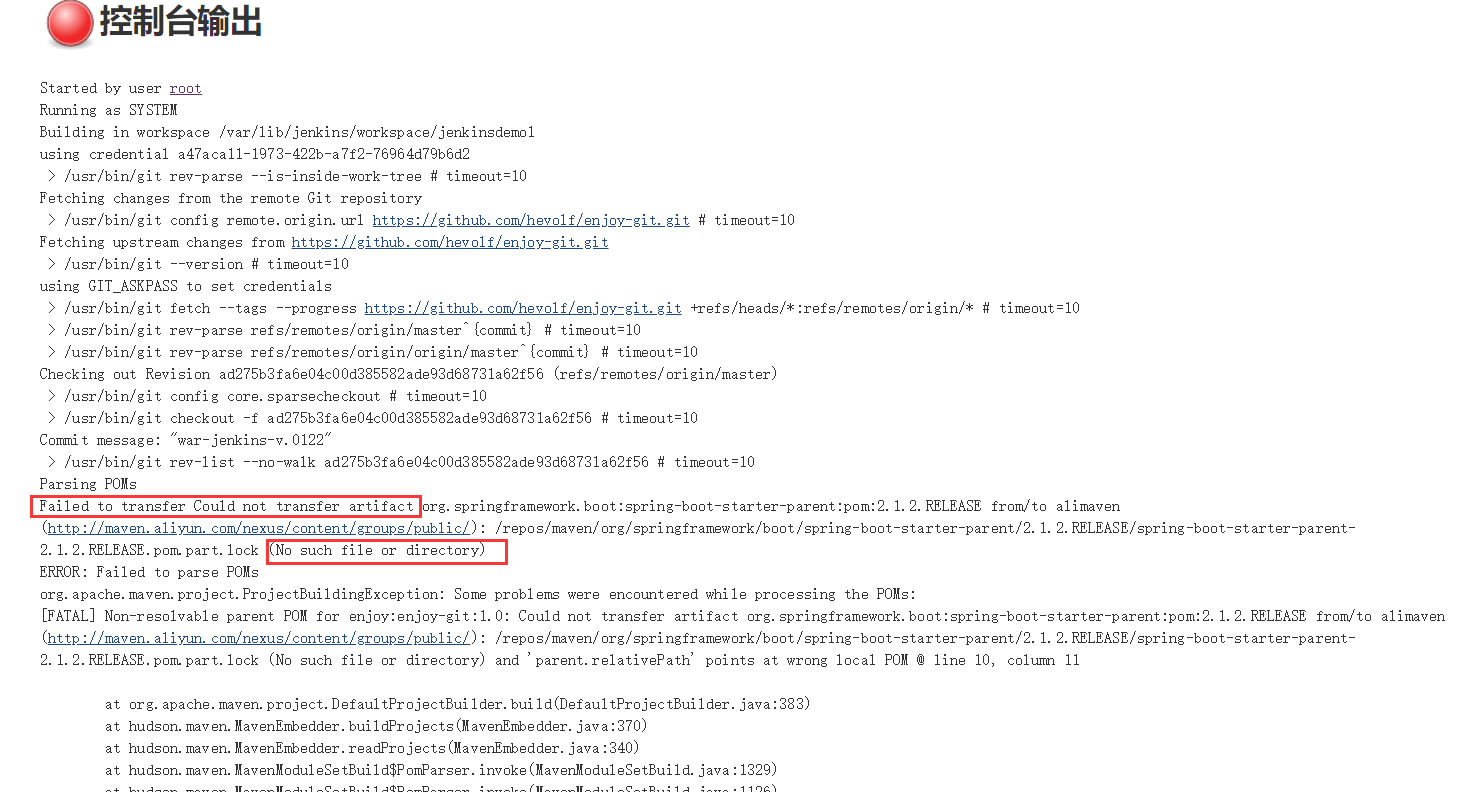 控制台输出
Started by user root
Running as SYSTEM
Building in workspace /var/lib/jenkins/workspace/jenkinsdemo1
using credential a47aca11-1973-422b-a7f2-76964d79b6d2
 > /usr/bin/git rev-parse --is-inside-work-tree # timeout=10
Fetching changes from the remote Git repository
 > /usr/bin/git config remote.origin.url https://github.com/hevolf/enjoy-git.git # timeout=10
Fetching upstream changes from https://github.com/hevolf/enjoy-git.git
 > /usr/bin/git --version # timeout=10
using GIT_ASKPASS to set credentials
 > /usr/bin/git fetch --tags --progress https://github.com/hevolf/enjoy-git.git +refs/heads/*:refs/remotes/origin/* # timeout=10
 > /usr/bin/git rev-parse refs/remotes/origin/master^{commit} # timeout=10
 > /usr/bin/git rev-parse refs/remotes/origin/origin/master^{commit} # timeout=10
Checking out Revision ad275b3fa6e04c00d385582ade93d68731a62f56 (refs/remotes/origin/master)
 > /usr/bin/git config core.sparsecheckout # timeout=10
 > /usr/bin/git checkout -f ad275b3fa6e04c00d385582ade93d68731a62f56 # timeout=10
Commit message: "war-jenkins-v.0122"
 > /usr/bin/git rev-list --no-walk ad275b3fa6e04c00d385582ade93d68731a62f56 # timeout=10
Parsing POMs
Failed to transfer Could not transfer artifact org.springframework.boot:spring-boot-starter-parent:pom:2.1.2.RELEASE from/to alimaven
(http://maven.aliyun.com/nexus/content/groups/public/): /repos/maven/org/springframework/boot/spring-boot-starter-parent/2.1.2.RELEASE/spring-boot-starter-parent-
2.1.2.RELEASE.pom.part.lock (No such file or directory)
ERROR: Failed to parse POMs
org.apache.maven.project.ProjectBuildingException: Some problems were encountered while processing the POMs:
[FATAL] Non-resolvable parent POM for enjoy:enjoy-git:1.0: Could not transfer artifact org.springframework.boot:spring-boot-starter-parent:pom:2.1.2.RELEASE from/to alimaven
(http://maven.aliyun.com/nexus/content/groups/public/): /repos/maven/org/springframework/boot/spring-boot-starter-parent/2.1.2.RELEASE/spring-boot-starter-parent-
2.1.2.RELEASE.pom.part.lock (No such file or directory) and 'parent.relativePath' points at wrong local POM @ line 10, column 11
	at org.apache.maven.project.DefaultProjectBuilder.build(DefaultProjectBuilder.java:383)
	at hudson.maven.MavenEmbedder.buildProjects(MavenEmbedder.java:370)
	at hudson.maven.MavenEmbedder.readProjects(MavenEmbedder.java:340)
	at hudson.maven.MavenModuleSetBuild$PomParser.invoke(MavenModuleSetBuild.java:1329)
	at hudson.maven.MavenModuleSetBuild$PomParser.invoke(MavenModuleSetBuild.java:1126)